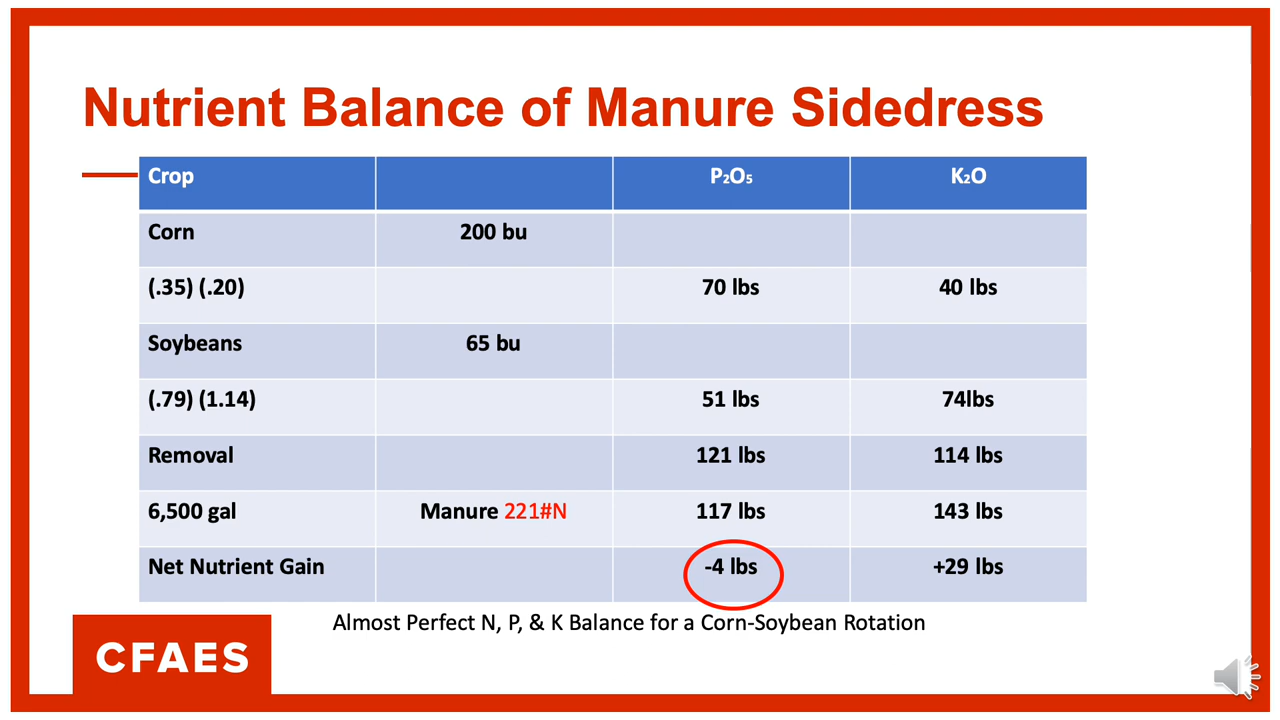 Nutrient Balance of Manure Sidedress
Crop P₂O₅ K₂O
Corn 200 bu
(.35) (.20) 70 lbs 40 lbs
Soybeans 65 bu
(.79) (1.14) 51 lbs 74lbs
Removal 121 lbs 114 lbs
6,500 gal Manure 221#N 117 lbs 143 lbs
Net Nutrient Gain -4 lbs +29 lbs
Almost Perfect N, P, & K Balance for a Corn-Soybean Rotation
CFAES